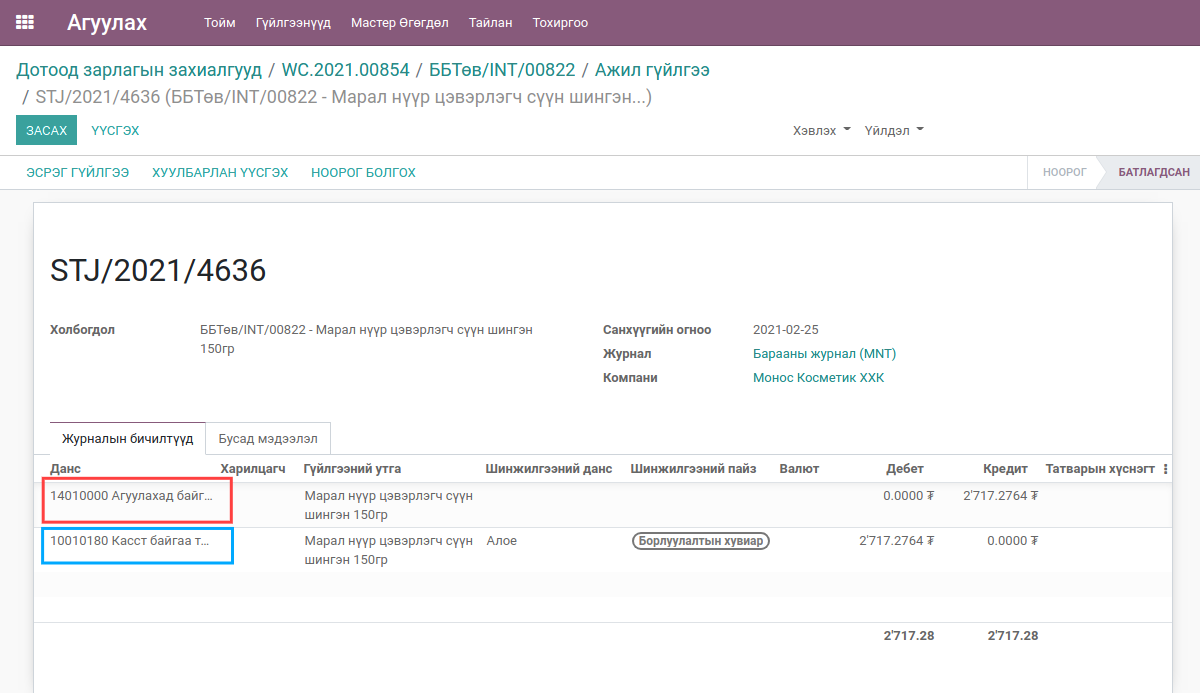 Агуулах Тойм Гүйлгээнүүд Мастер Өгөгдөл Тайлан Тохиргоо
Дотоод зарлагын захиалгууд / WC.2021.00854 / ББТөв/INT/00822 / Ажил гүйлгээ
/ STJ/2021/4636 (ББТөв/INT/00822 - Марал нүүр цэвэрлэгч сүүн шингэн...)
ЗАСАХ ҮҮСГЭХ Хэвлэх Үйлдэл
ЭСРЭГ ГҮЙЛГЭЭ ХУУЛБАРЛАН ҮҮСГЭХ НООРОГ БОЛГОХ НООРОГ БАТЛАГДСАН
STJ/2021/4636
Холбогдол ББТөв/INT/00822 - Марал нүүр цэвэрлэгч сүүн шингэн
150гр
Санхүүгийн огноо 2021-02-25
Журнал Барааны журнал (MNT)
Компани Монос Косметик ХХК
Журналын бичилтүүд Бусад мэдээлэл
Данс Харилцагч Гүйлгээний утга Шинжилгээний данс Шинжилгээний пайз Валют Дебет Кредит Татварын хүснэгт
14010000 Агуулахад байг... Марал нүүр цэвэрлэгч сүүн 0.0000 ₮ 2'717.2764 ₮
шингэн 150гр
10010180 Касст байгаа т... Марал нүүр цэвэрлэгч сүүн Алое Борлуулалтын хувиар 2'717.2764 ₮ 0.0000 ₮
шингэн 150гр
2'717.28 2'717.28